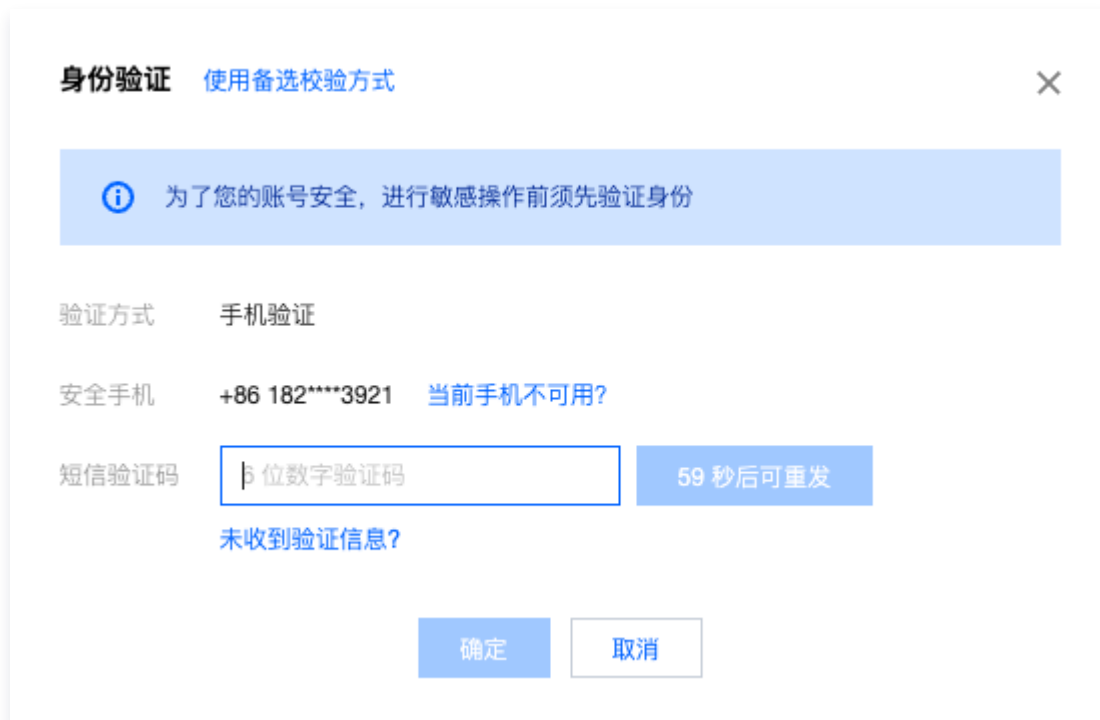 身份验证 使用备选校验方式
为了您的账号安全，进行敏感操作前须先验证身份
验证方式 手机验证
安全手机 +86 182****3921 当前手机不可用?
短信验证码 6 位数字验证码 59 秒后可重发
未收到验证信息?
确定 取消